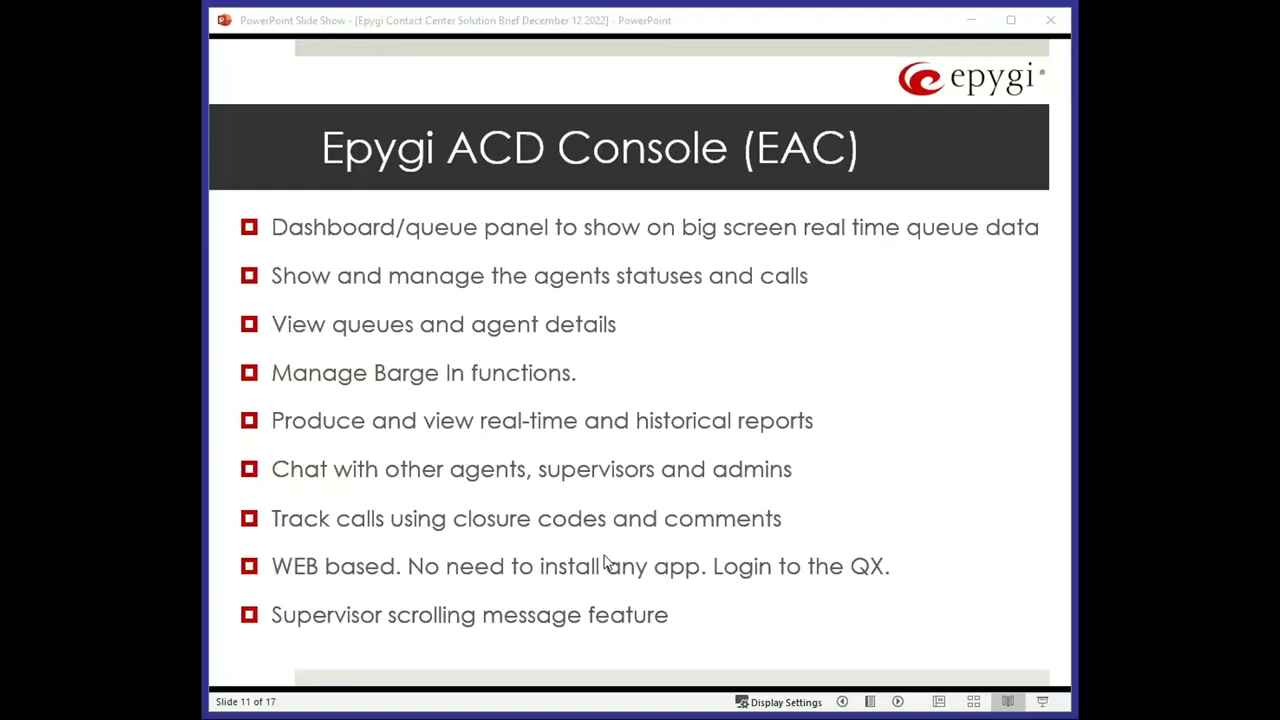 PowerPoint Slide Show - [Epygi Contact Center Solution Brief December 12 2022] - PowerPoint
epygi
Epygi ACD Console (EAC)
Dashboard/queue panel to show on big screen real time queue data
Show and manage the agents statuses and calls
View queues and agent details
Manage Barge In functions.
Produce and view real-time and historical reports
Chat with other agents, supervisors and admins
Track calls using closure codes and comments
WEB based. No need to install any app. Login to the QX.
Supervisor scrolling message feature
Slide 11 of 17
Display Settings